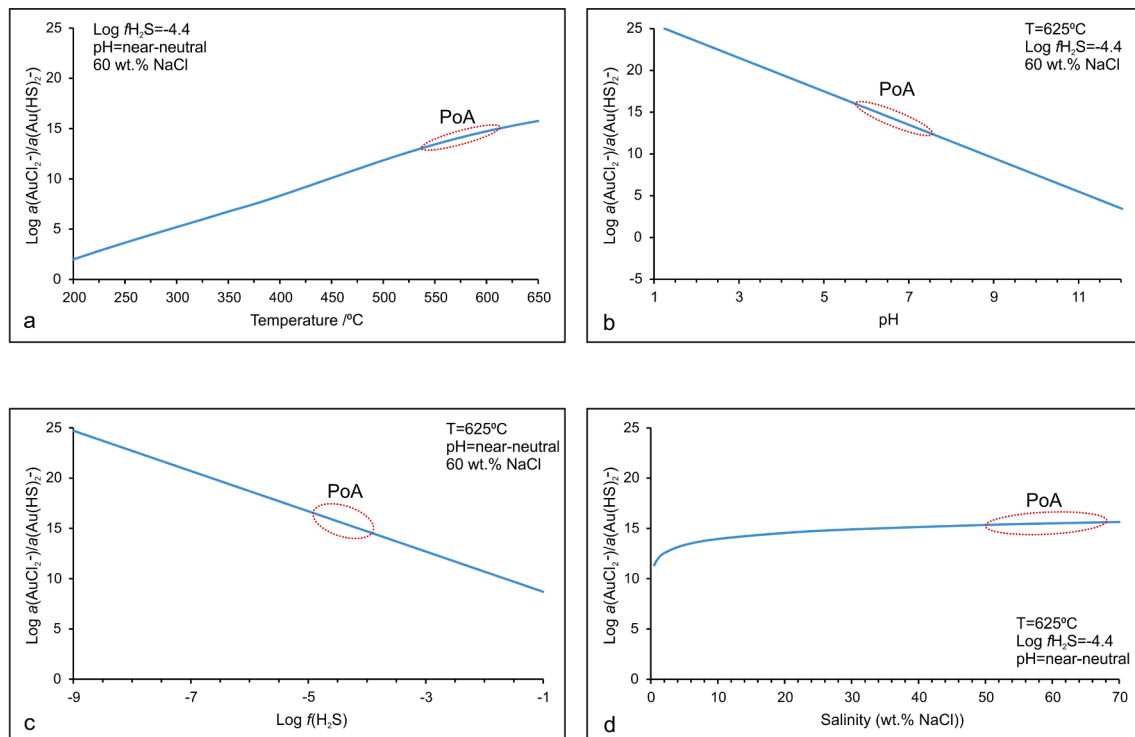 Log fH₂S=-4.4
pH=near-neutral
60 wt.% NaCl
PoA
Log a(AuCl₂-)/a(Au(HS)₂-)
25
20
15
10
5
0
200 250 300 350 400 450 500 550 600 650
Temperature /ºC
a
T=625ºC
Log fH₂S=-4.4
60 wt.% NaCl
PoA
Log a(AuCl₂-)/a(Au(HS)₂-)
25
20
15
10
5
0
-5
1 3 5 7 9 11
pH
b
T=625ºC
pH=near-neutral
60 wt.% NaCl
PoA
Log a(AuCl₂-)/a(Au(HS)₂-)
25
20
15
10
5
0
-9 -7 -5 -3 -1
Log f(H₂S)
c
PoA
Log a(AuCl₂-)/a(Au(HS)₂-)
25
20
15
10
5
0
T=625ºC
Log fH₂S=-4.4
pH=near-neutral
0 10 20 30 40 50 60 70
Salinity (wt.% NaCl))
d